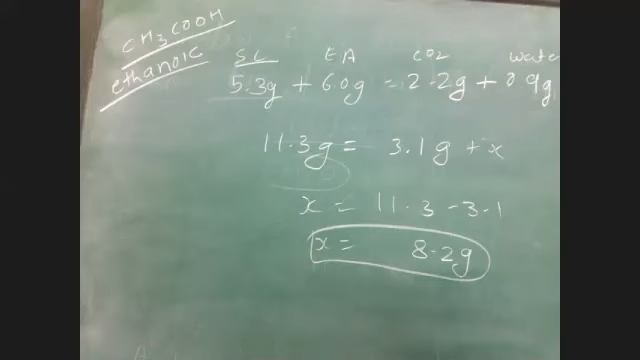 CH3COOH
ethanoic
SC EA CO2 wate
5.3g + 6.0g = 2.2g + 0.9g
11.3g = 3.1g + x
x = 11.3 - 3.1
x = 8.2g